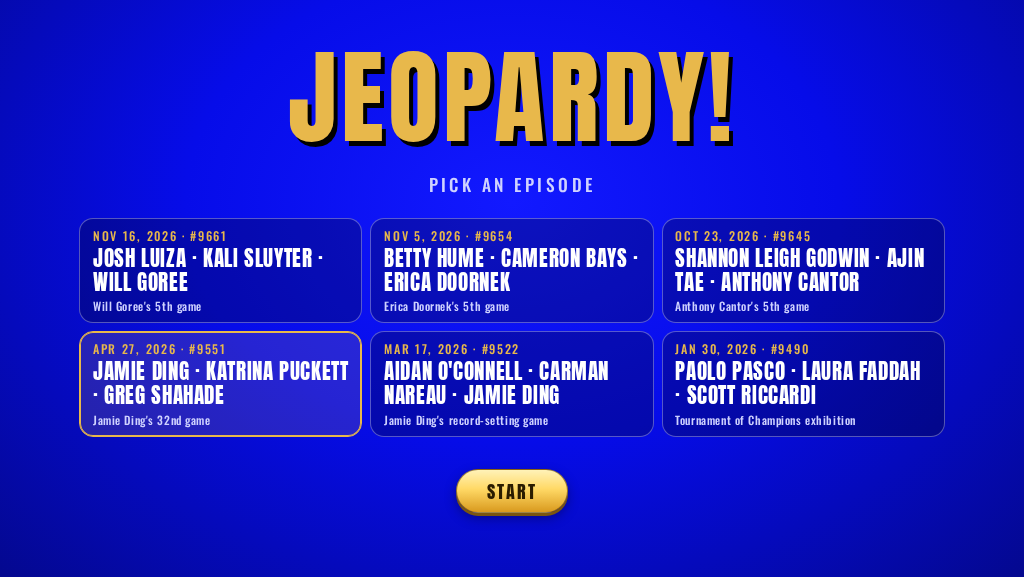 JEOPARDY!
PICK AN EPISODE
NOV 16, 2026 · #9661
JOSH LUIZA · KALI SLUYTER ·
WILL GOREE
Will Goree's 5th game
NOV 5, 2026 · #9654
BETTY HUME · CAMERON BAYS ·
ERICA DOORNEK
Erica Doornek's 5th game
OCT 23, 2026 · #9645
SHANNON LEIGH GODWIN · AJIN
TAE · ANTHONY CANTOR
Anthony Cantor's 5th game
APR 27, 2026 · #9551
JAMIE DING · KATRINA PUCKETT
· GREG SHAHADE
Jamie Ding's 32nd game
MAR 17, 2026 · #9522
AIDAN O'CONNELL · CARMAN
NAREAU · JAMIE DING
Jamie Ding's record-setting game
JAN 30, 2026 · #9490
PAOLO PASCO · LAURA FADDAH
· SCOTT RICCARDI
Tournament of Champions exhibition
START